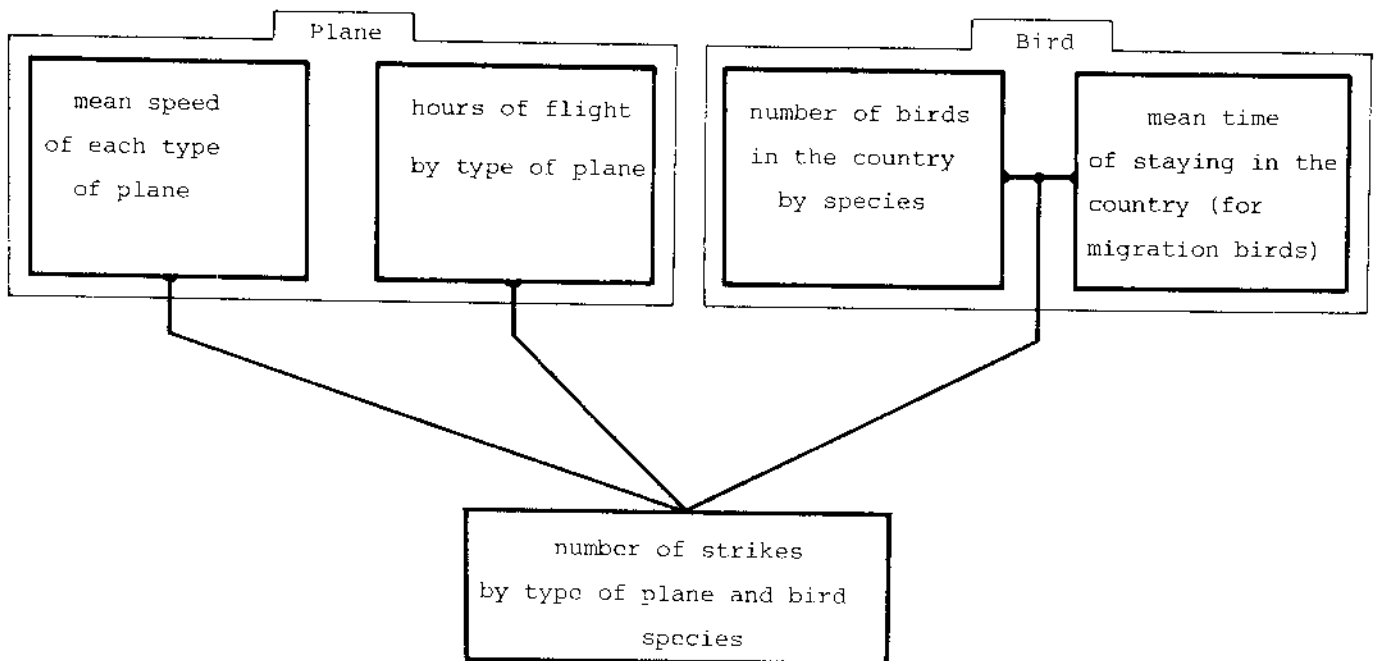 Plane
mean speed
of each type
of plane
hours of flight
by type of plane
Bird
number of birds
in the country
by species
mean time
of staying in the
country (for
migration birds)
number of strikes
by type of plane and bird
species